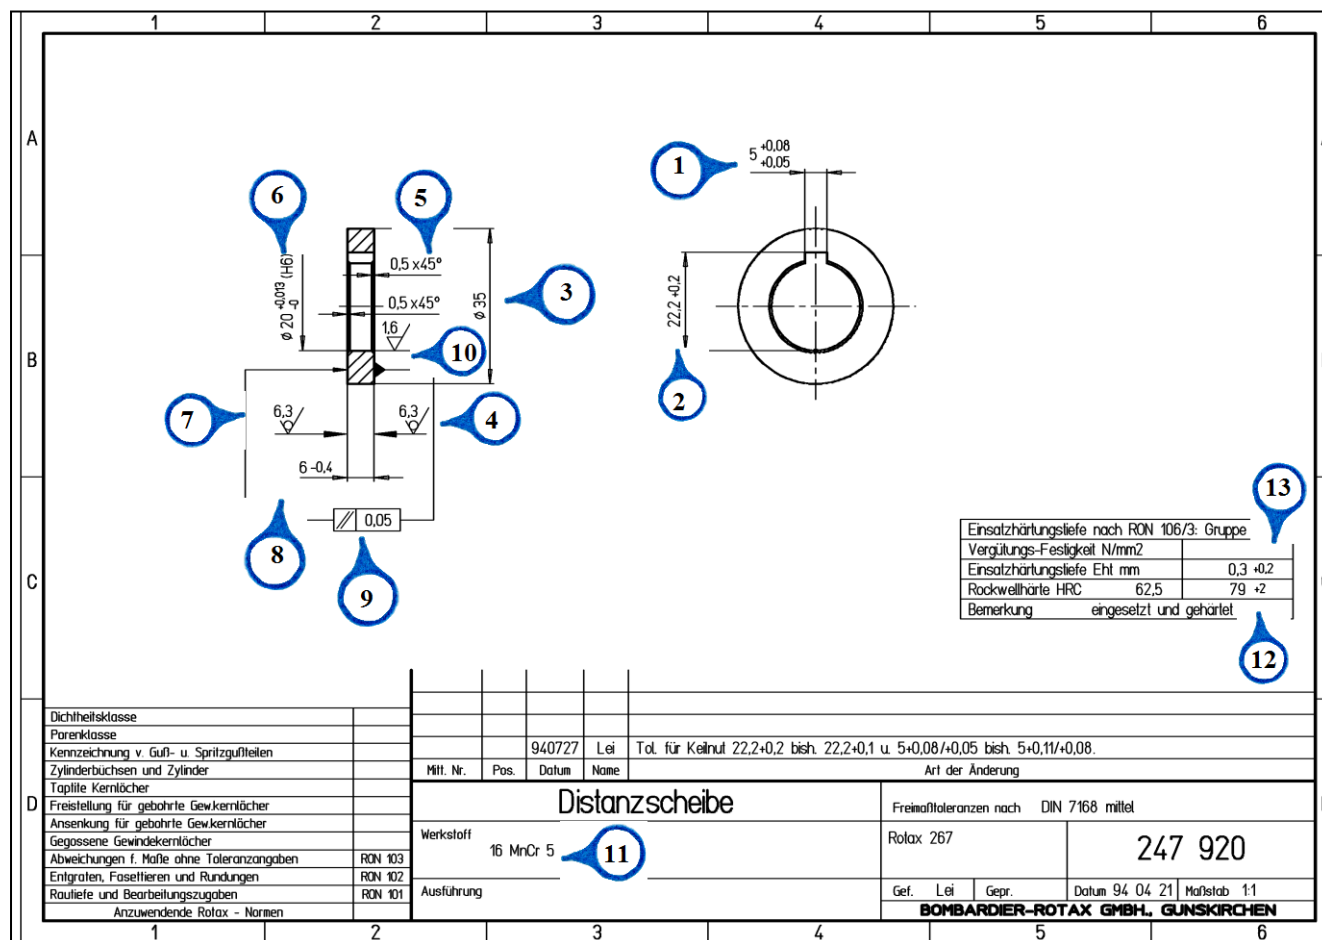 1 2 3 4 5 6
A
B
C
D
6
5
1
5 +0,08 +0,05
⌀ 20 +0,013 -0 (H6)
0,5 x45°
0,5 x45°
⌀ 35
3
22,2 +0,2
1,6
10
2
7
6,3
6,3
4
6 -0,4
8
// 0,05
9
13
Einsatzhärtungstiefe nach RON 106/3: Gruppe
Vergütungs-Festigkeit N/mm2
Einsatzhärtungstiefe Eht mm 0,3 +0,2
Rockwellhärte HRC 62,5 79 +2
Bemerkung eingesetzt und gehärtet
12
Dichtheitsklasse
Porenklasse
Kennzeichnung v. Guß- u. Spritzgußteilen
Zylinderbüchsen und Zylinder
Taptite Kernlöcher
Freistellung für gebohrte Gew.kernlöcher
Ansenkung für gebohrte Gew.kernlöcher
Gegossene Gewindekernlöcher
Abweichungen f. Maße ohne Toleranzangaben RON 103
Entgraten, Fasettieren und Rundungen RON 102
Rautiefe und Bearbeitungszugaben RON 101
Anzuwendende Rotax - Normen
940727 Lei Tol. für Keilnut 22,2+0,2 bish. 22,2+0,1 u. 5+0,08/+0,05 bish. 5+0,11/+0,08.
Mitt. Nr. Pos. Datum Name Art der Änderung
Distanzscheibe
Freimaßtoleranzen nach DIN 7168 mittel
Werkstoff
16 MnCr 5
11
Rotax 267
247 920
Ausführung
Gef. Lei Gepr. Datum 94 04 21 Maßstab 1:1
BOMBARDIER-ROTAX GMBH., GUNSKIRCHEN
1 2 3 4 5 6